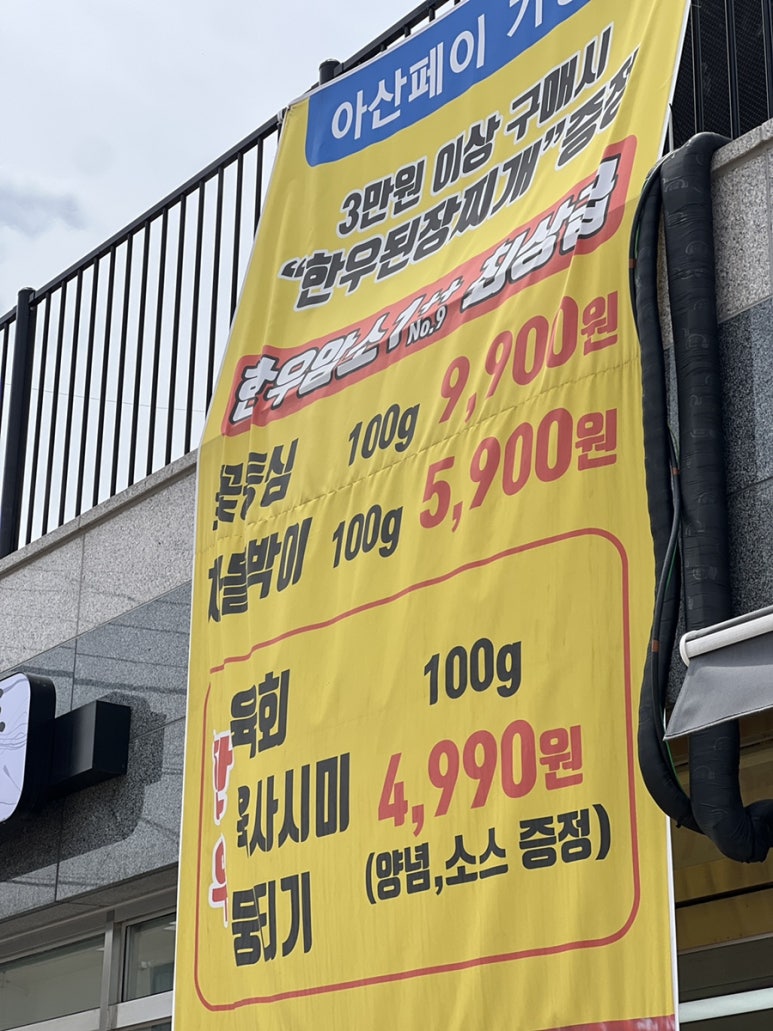 아산페이
3만원 이상 구매시
“한우된장찌개”증정
한우암소 1++ 최상급
No.9
꽃등심 100g 9,900원
차돌박이 100g 5,900원
한우
육회 100g
육사시미 4,990원
뭉티기 (양념,소스 증정)